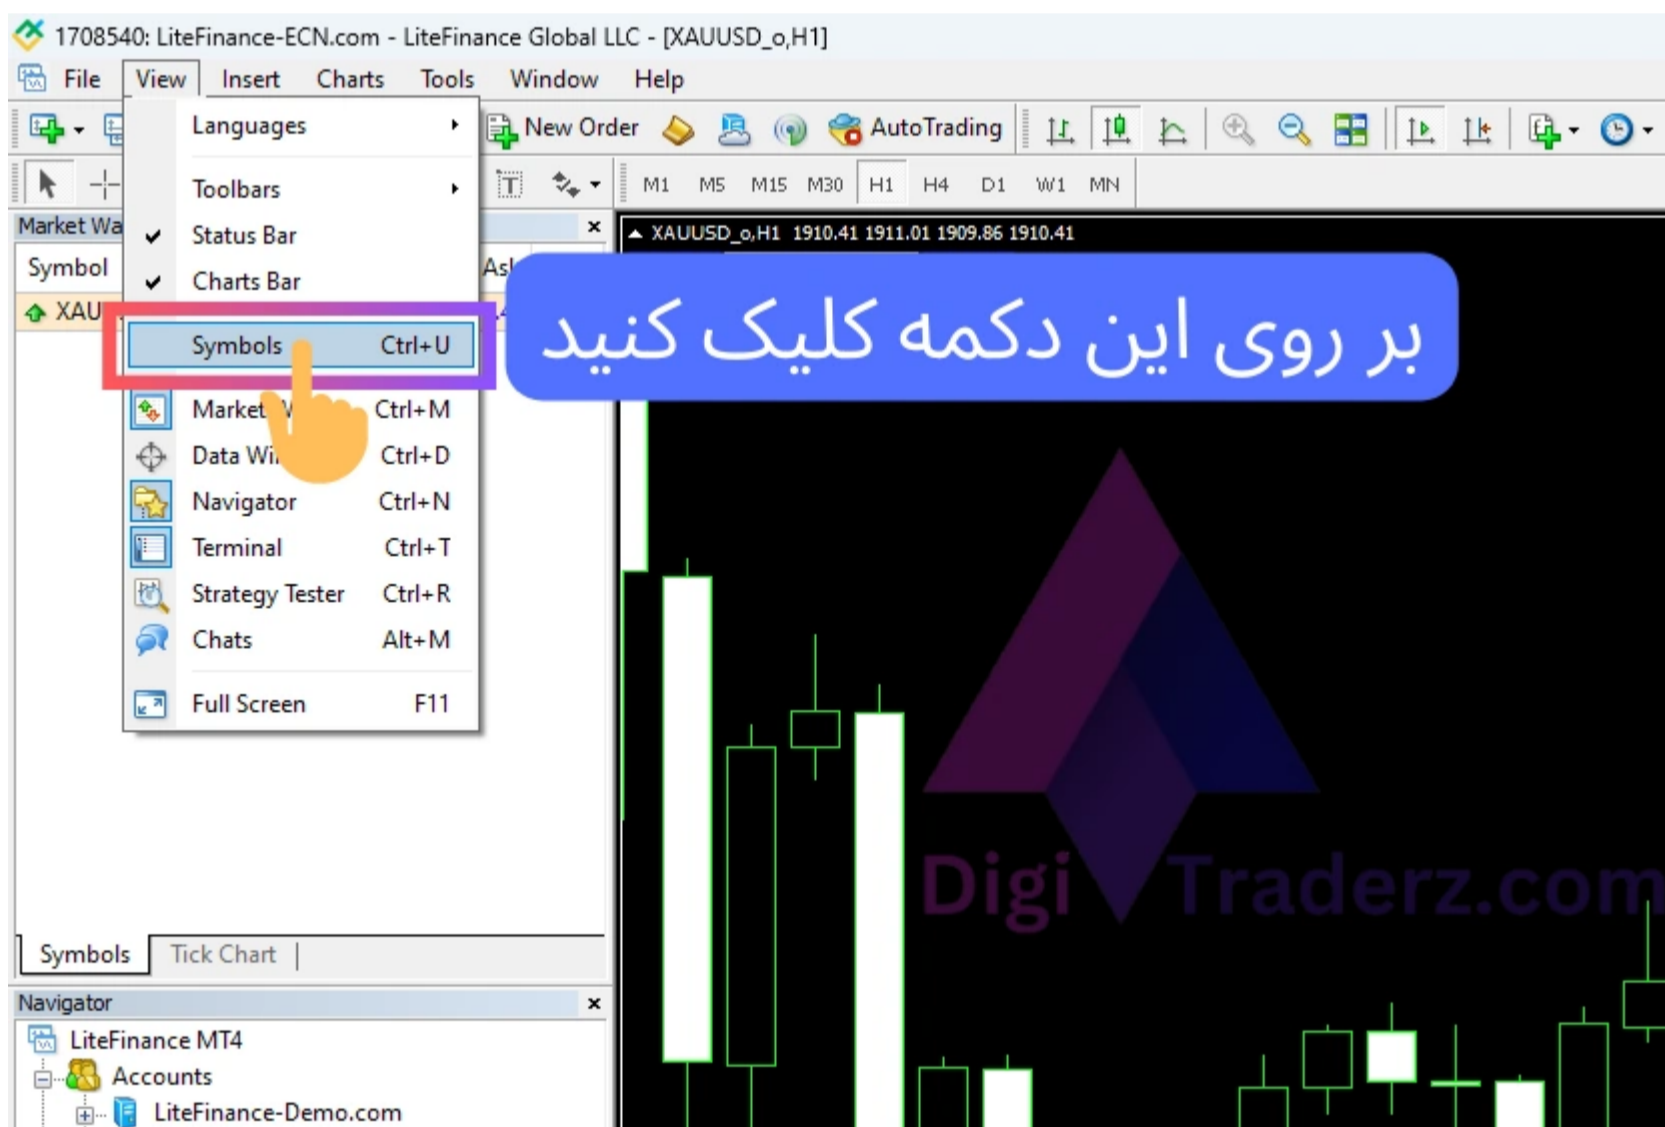 1708540: LiteFinance-ECN.com - LiteFinance Global LLC - [XAUUSD_o,H1]
File View Insert Charts Tools Window Help
Languages
New Order AutoTrading
Toolbars
M1 M5 M15 M30 H1 H4 D1 W1 MN
Market
Status Bar
XAUUSD_o,H1 1910.41 1911.01 1909.86 1910.41
Symbol
Charts Bar
XAU
Symbols Ctrl+U
بر روی این دکمه کلیک کنید
Market Ctrl+M
Data Ctrl+D
Navigator Ctrl+N
Terminal Ctrl+T
Strategy Tester Ctrl+R
Chats Alt+M
Full Screen F11
Digi Traderz.com
Symbols Tick Chart
Navigator
LiteFinance MT4
Accounts
LiteFinance-Demo.com